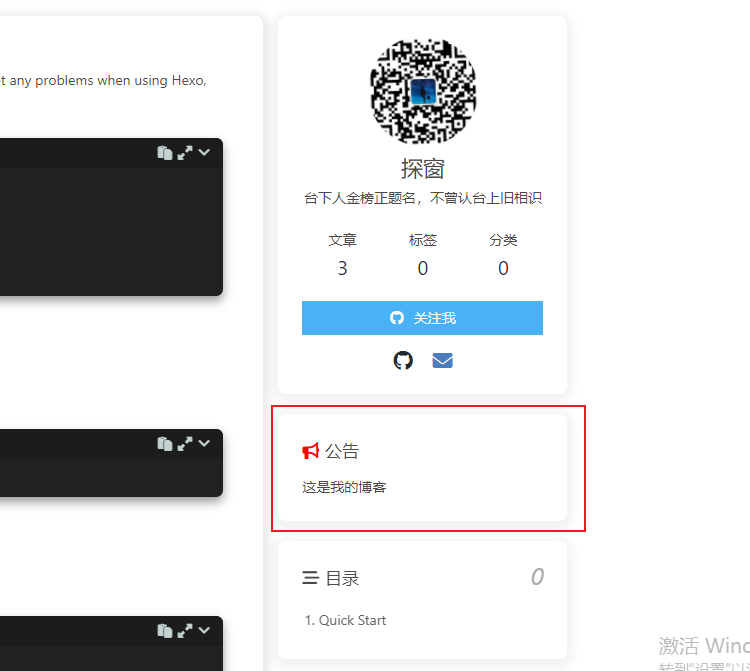 t any problems when using Hexo,
探窗
台下人金榜正题名，不曾认台上旧相识
文章 标签 分类
3 0 0
关注我
公告
这是我的博客
目录 0
1. Quick Start
激活 Wind
转到"设置"以